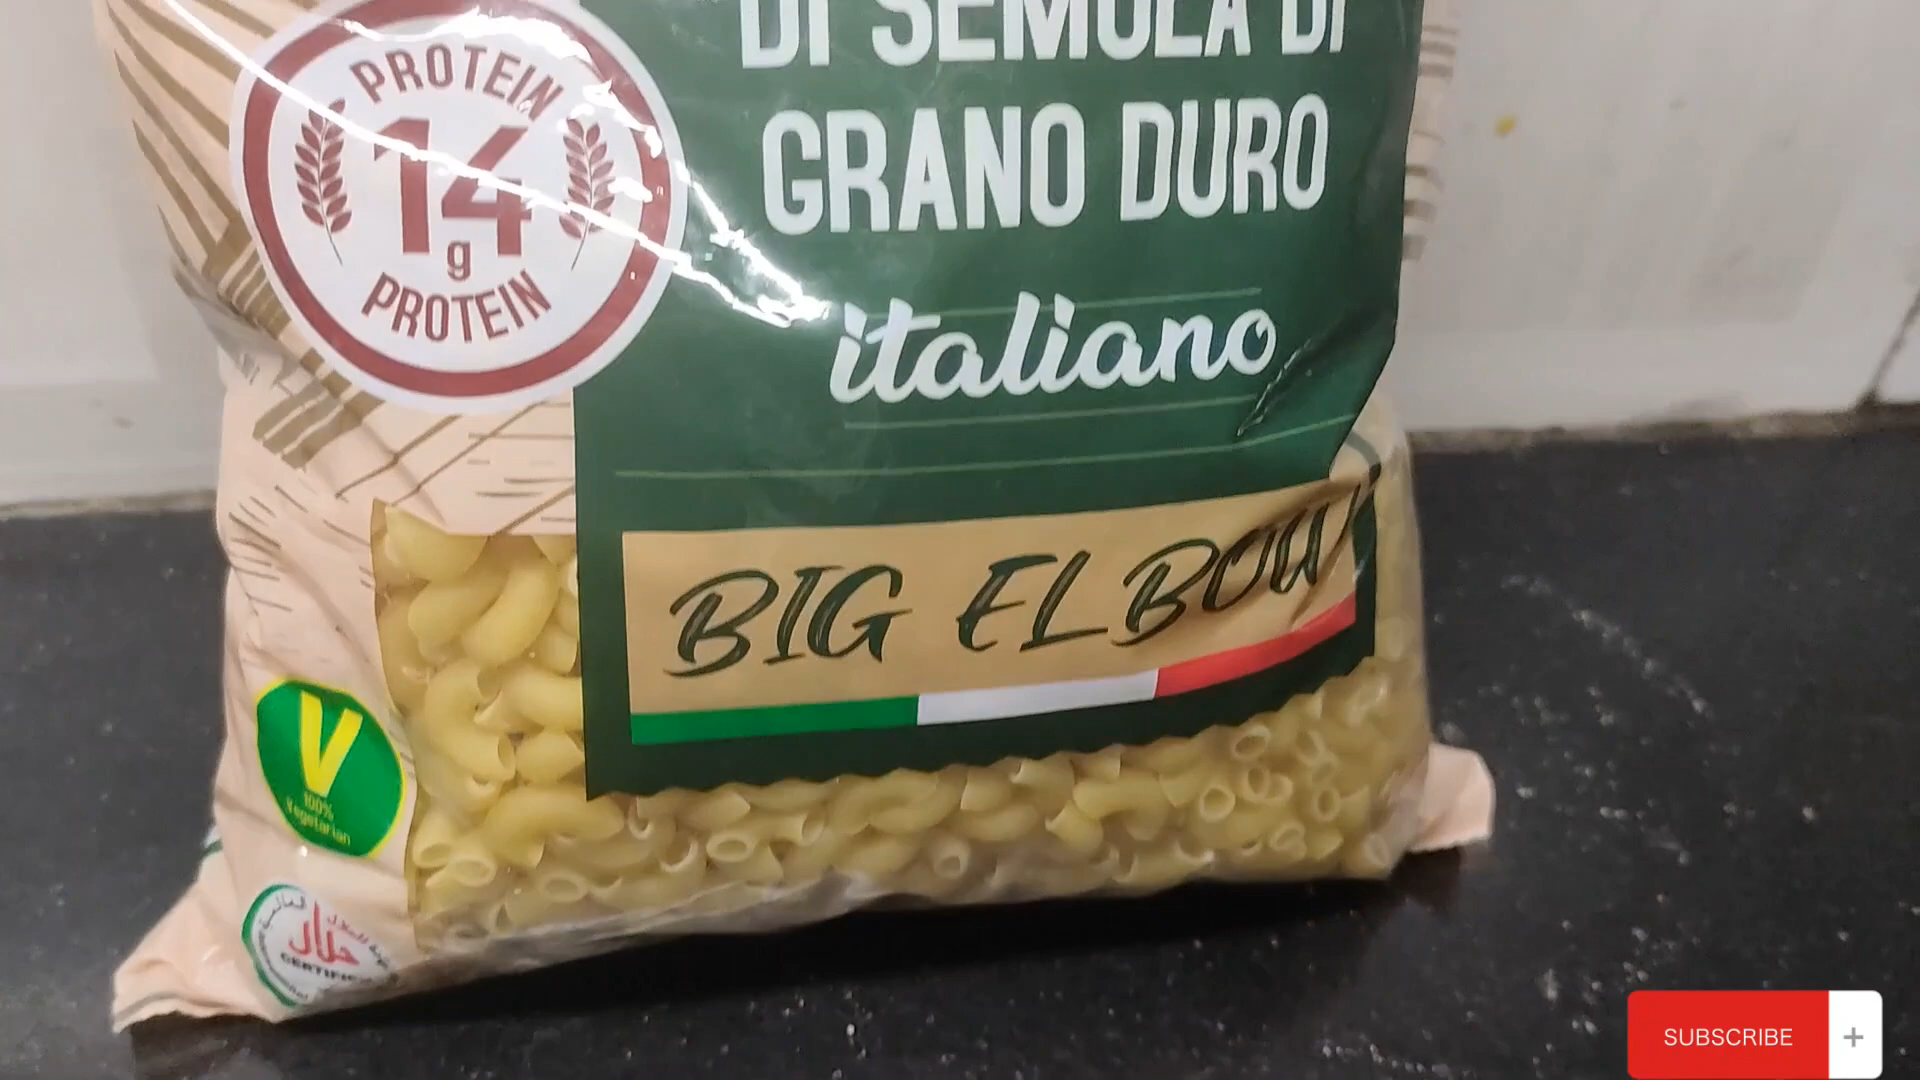 DI SEMOLA DI
GRANO DURO
italiano
PROTEIN
14
g
PROTEIN
BIG ELBOW
V
100%
Vegetarian
حلال
SUBSCRIBE
+